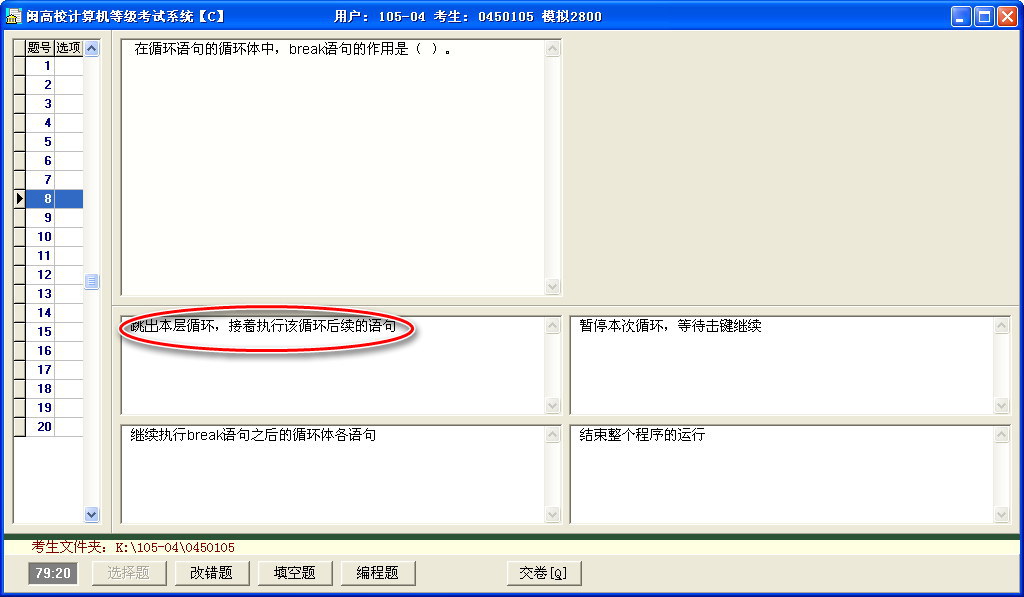 闽高校计算机等级考试系统【C】 用户: 105-04 考生: 0450105 模拟2800
题号 选项
1
2
3
4
5
6
7
8
9
10
11
12
13
14
15
16
17
18
19
20
在循环语句的循环体中，break语句的作用是（ ）。
跳出本层循环，接着执行该循环后续的语句
暂停本次循环，等待击键继续
继续执行break语句之后的循环体各语句
结束整个程序的运行
考生文件夹: K:\105-04\0450105
79:20 选择题 改错题 填空题 编程题 交卷[Q]